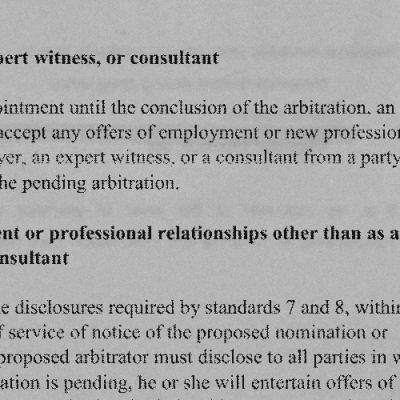 pert witness, or consultant
ointment until the conclusion of the arbitration, an
accept any offers of employment or new profession
yer, an expert witness, or a consultant from a party
he pending arbitration.
ent or professional relationships other than as a
nsultant
e disclosures required by standards 7 and 8, within
f service of notice of the proposed nomination or
proposed arbitrator must disclose to all parties in w
ation is pending, he or she will entertain offers of